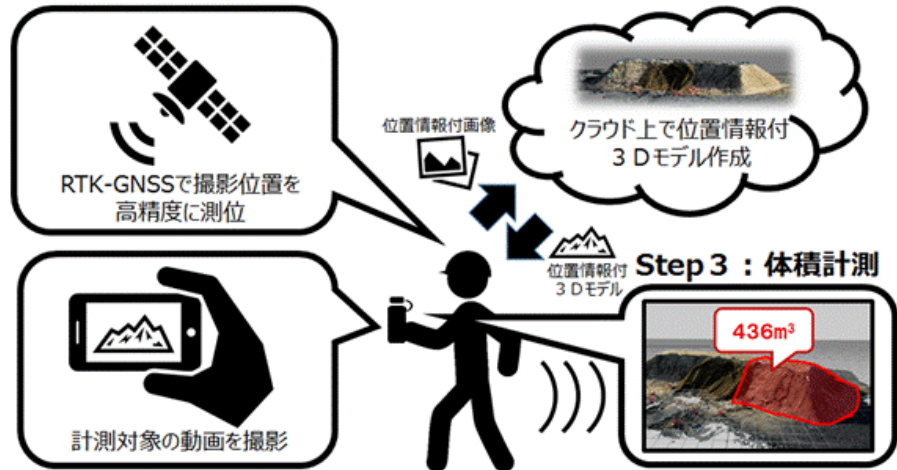 RTK-GNSSで撮影位置を
高精度に測位
位置情報付画像
クラウド上で位置情報付
３Ｄモデル作成
位置情報付
３Ｄモデル
Step３：体積計測
436m³
計測対象の動画を撮影